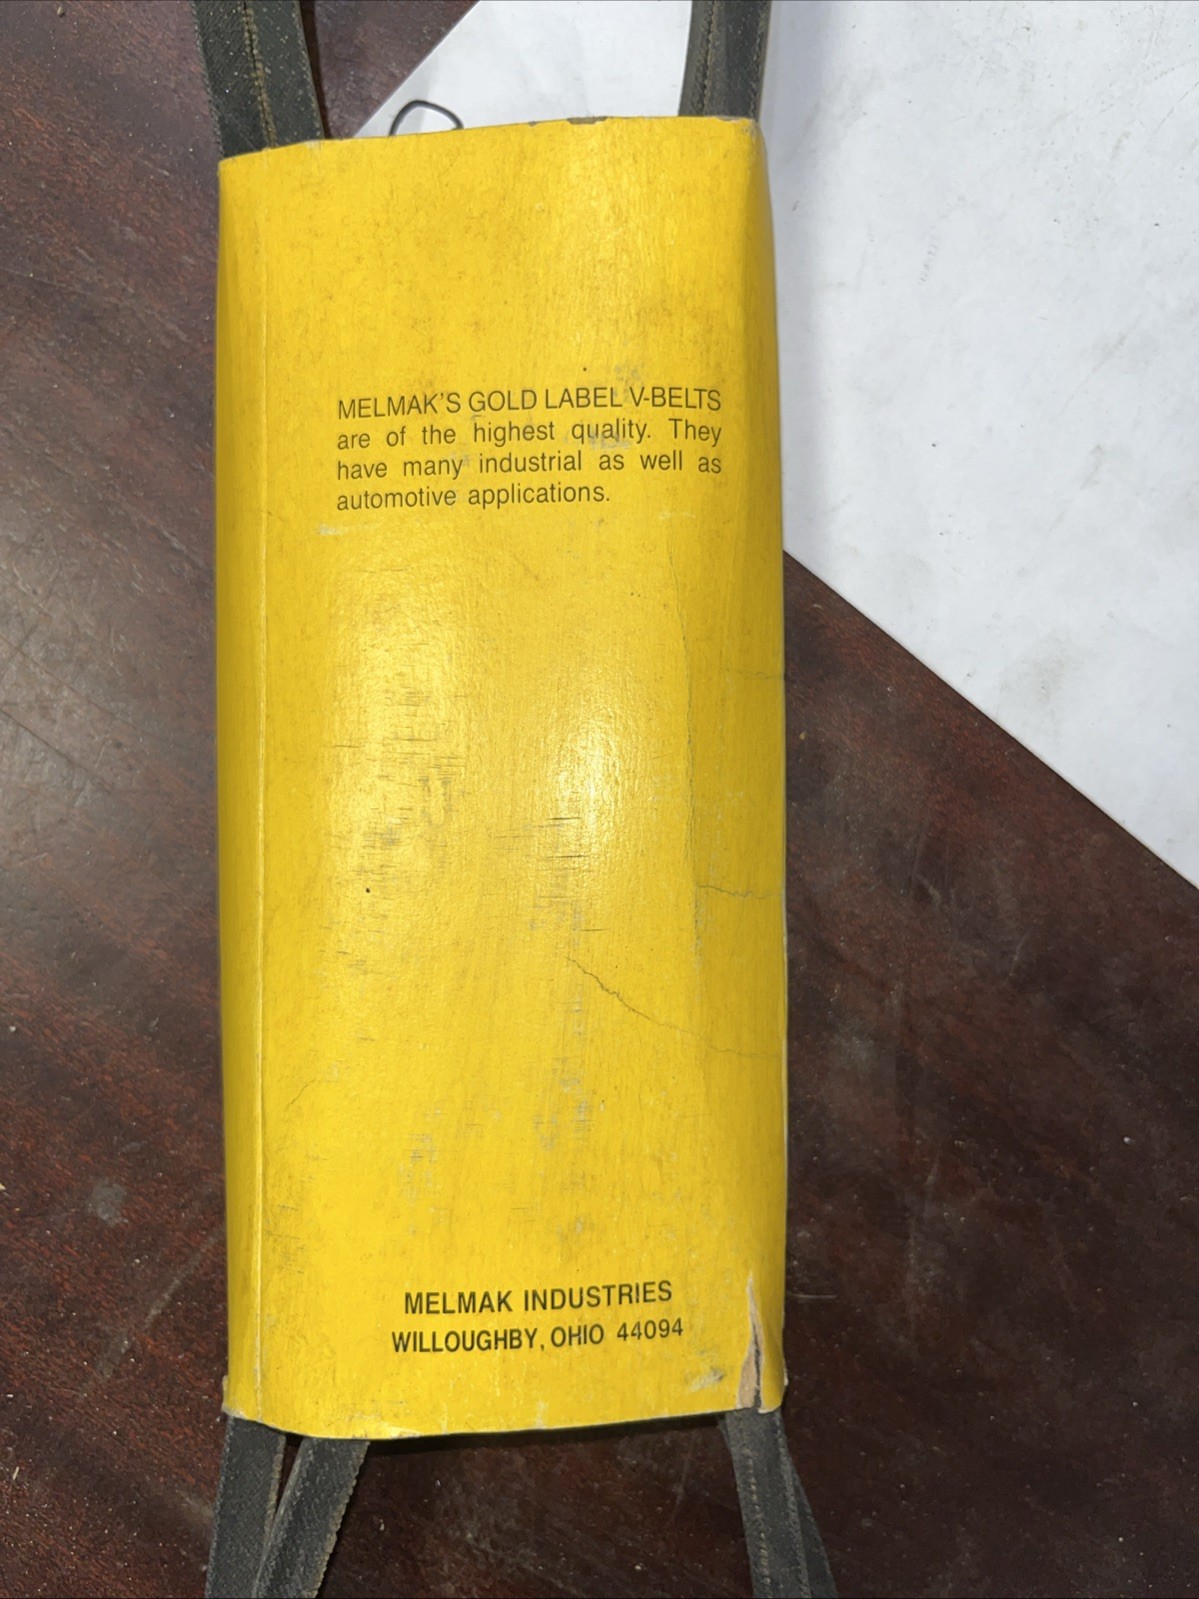 MELMAK'S GOLD LABEL V-BELTS
are of the highest quality. They
have many industrial as well as
automotive applications.
MELMAK INDUSTRIES
WILLOUGHBY, OHIO 44094